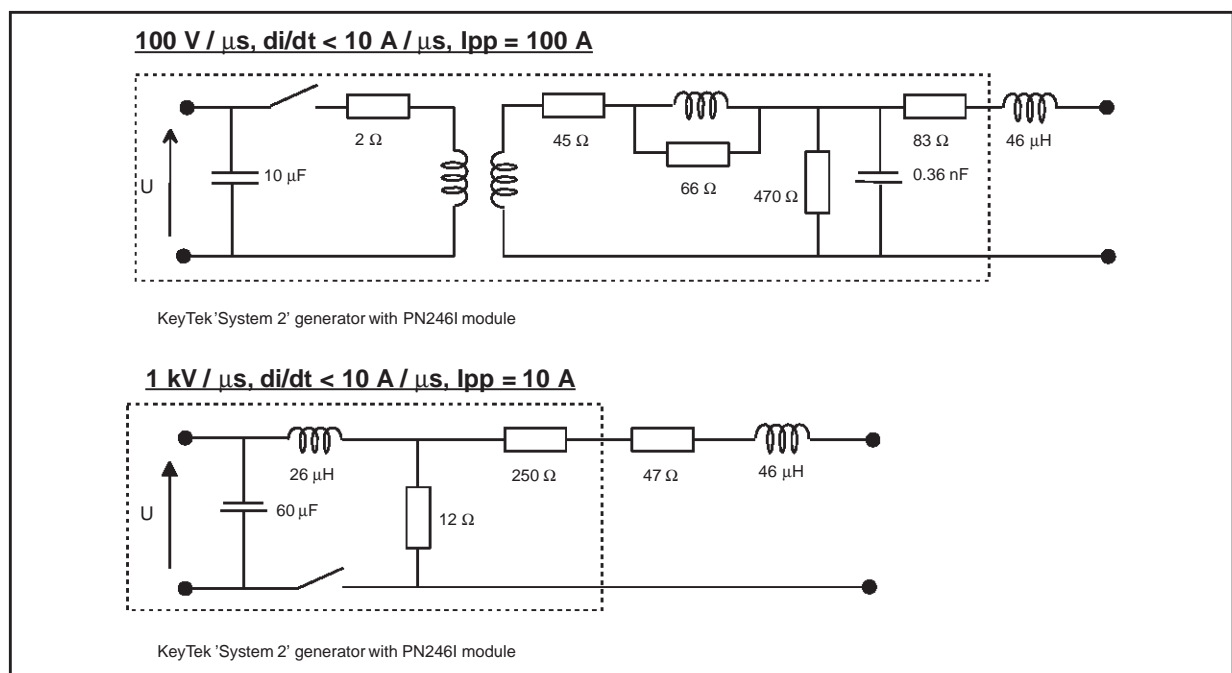 100 V / μs, di/dt < 10 A / μs, Ipp = 100 A
U
10 μF
2 Ω
45 Ω
66 Ω
470 Ω
83 Ω
0.36 nF
46 μH
KeyTek 'System 2' generator with PN246I module
1 kV / μs, di/dt < 10 A / μs, Ipp = 10 A
U
60 μF
26 μH
12 Ω
250 Ω
47 Ω
46 μH
KeyTek 'System 2' generator with PN246I module